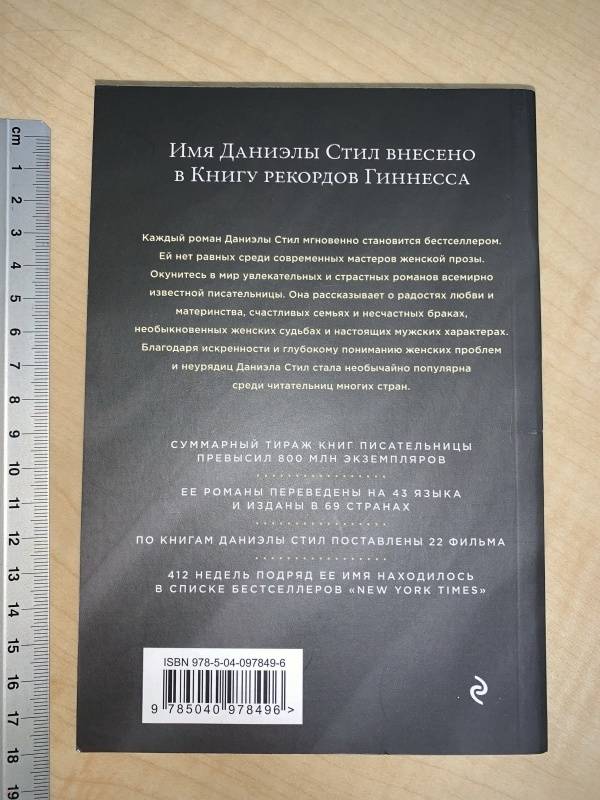 Имя Даниэлы Стил внесено
в Книгу рекордов Гиннесса
Каждый роман Даниэлы Стил мгновенно становится бестселлером.
Ей нет равных среди современных мастеров женской прозы.
Окунитесь в мир увлекательных и страстных романов всемирно
известной писательницы. Она рассказывает о радостях любви и
материнства, счастливых семьях и несчастных браках,
необыкновенных женских судьбах и настоящих мужских характерах.
Благодаря искренности и глубокому пониманию женских проблем
и неурядиц Даниэла Стил стала необычайно популярна
среди читательниц многих стран.
СУММАРНЫЙ ТИРАЖ КНИГ ПИСАТЕЛЬНИЦЫ
ПРЕВЫСИЛ 800 МЛН ЭКЗЕМПЛЯРОВ
ЕЕ РОМАНЫ ПЕРЕВЕДЕНЫ НА 43 ЯЗЫКА
И ИЗДАНЫ В 69 СТРАНАХ
ПО КНИГАМ ДАНИЭЛЫ СТИЛ ПОСТАВЛЕНЫ 22 ФИЛЬМА
412 НЕДЕЛЬ ПОДРЯД ЕЕ ИМЯ НАХОДИЛОСЬ
В СПИСКЕ БЕСТСЕЛЛЕРОВ «NEW YORK TIMES»
ISBN 978-5-04-097849-6
9 785040 978496 >
cm
1
2
3
4
5
6
7
8
9
10
11
12
13
14
15
16
17
18
19